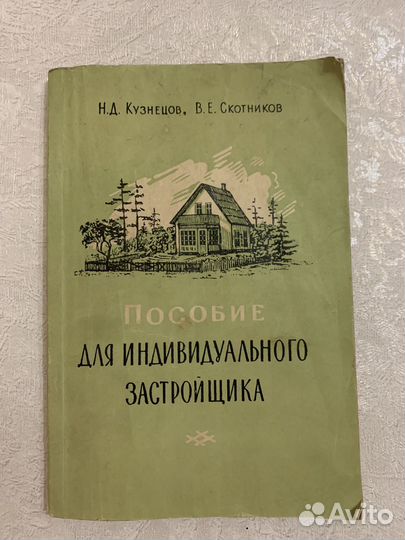 Н.Д. Кузнецов, В.Е. Скотников
Пособие
для индивидуального
застройщика
Avito